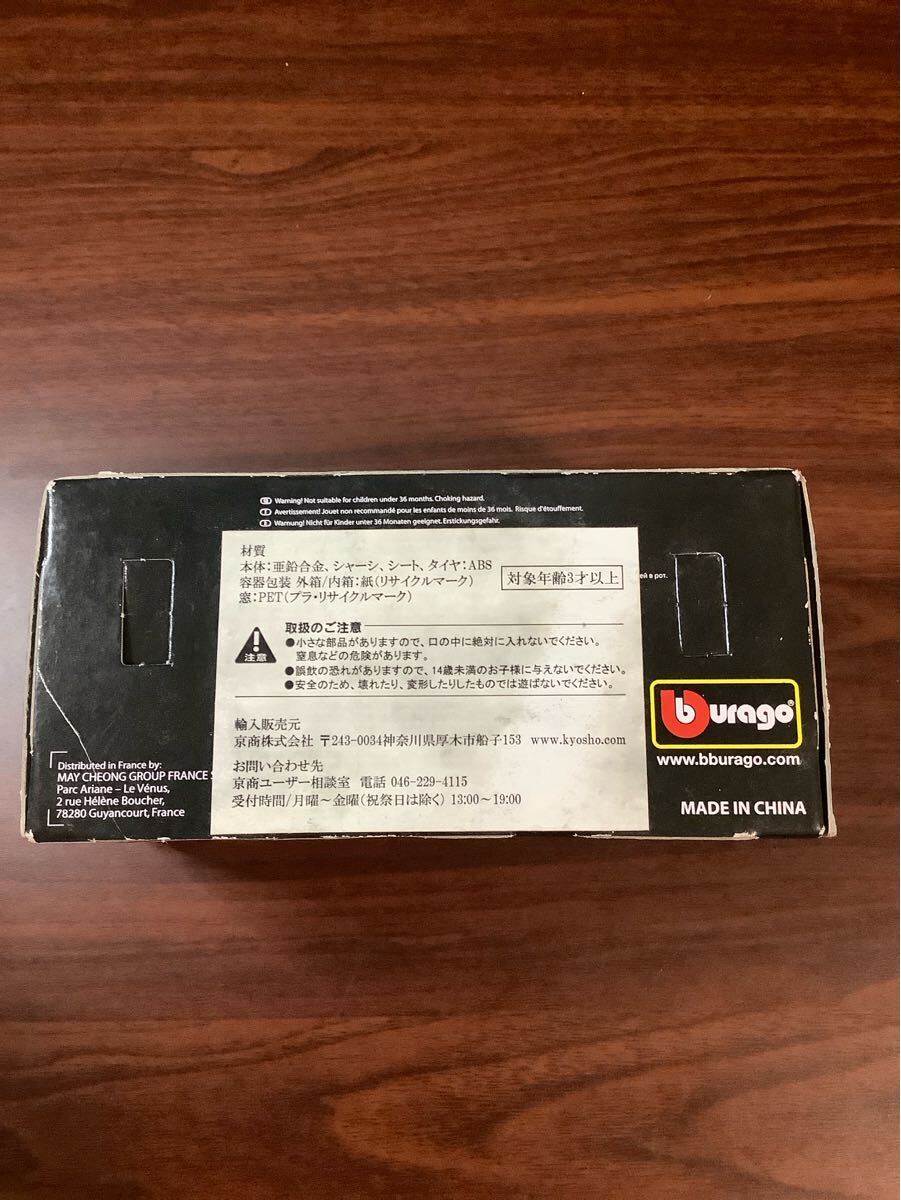 Warning! Not suitable for children under 36 months. Choking hazard.
Avertissement! Jouet non recommandé pour les enfants de moins de 36 mois. Risque d'étouffement.
Warnung! Nicht für Kinder unter 36 Monaten geeignet. Erstickungsgefahr.
材質
本体:亜鉛合金、シャーシ、シート、タイヤ:ABS
容器包装 外箱/内箱:紙(リサイクルマーク)
窓:PET(プラ・リサイクルマーク)
対象年齢3才以上
ей в рот.
注意
取扱のご注意
●小さな部品がありますので、口の中に絶対に入れないでください。
窒息などの危険があります。
●誤飲の恐れがありますので、14歳未満のお子様に与えないでください。
●安全のため、壊れたり、変形したりしたものでは遊ばないでください。
輸入販売元
京商株式会社 〒243-0034神奈川県厚木市船子153 www.kyosho.com
お問い合わせ先
京商ユーザー相談室 電話 046-229-4115
受付時間/月曜～金曜(祝祭日は除く) 13:00～19:00
Distributed in France by:
MAY CHEONG GROUP FRANCE S
Parc Ariane – Le Vénus,
2 rue Hélène Boucher,
78280 Guyancourt, France
burago®
www.bburago.com
MADE IN CHINA